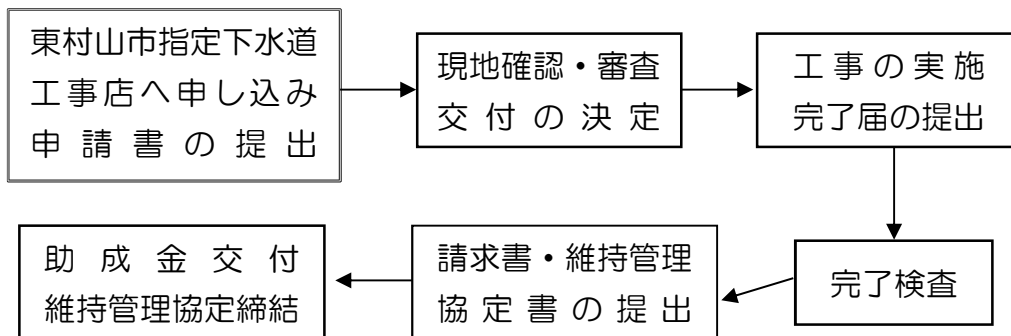 東村山市指定下水道
工事店へ申し込み
申請書の提出
現地確認・審査
交付の決定
工事の実施
完了届の提出
完了検査
請求書・維持管理
協定書の提出
助成金交付
維持管理協定締結